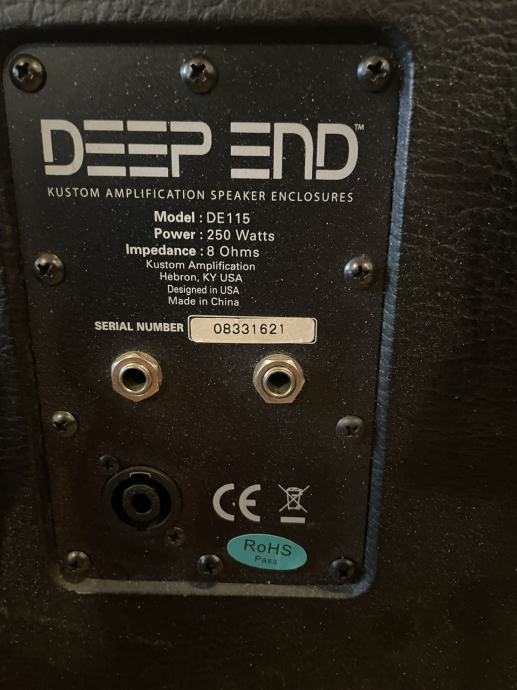 DEEP END™
KUSTOM AMPLIFICATION SPEAKER ENCLOSURES
Model : DE115
Power : 250 Watts
Impedance : 8 Ohms
Kustom Amplification
Hebron, KY USA
Designed in USA
Made in China
SERIAL NUMBER 08331621
CE
RoHS
Pass